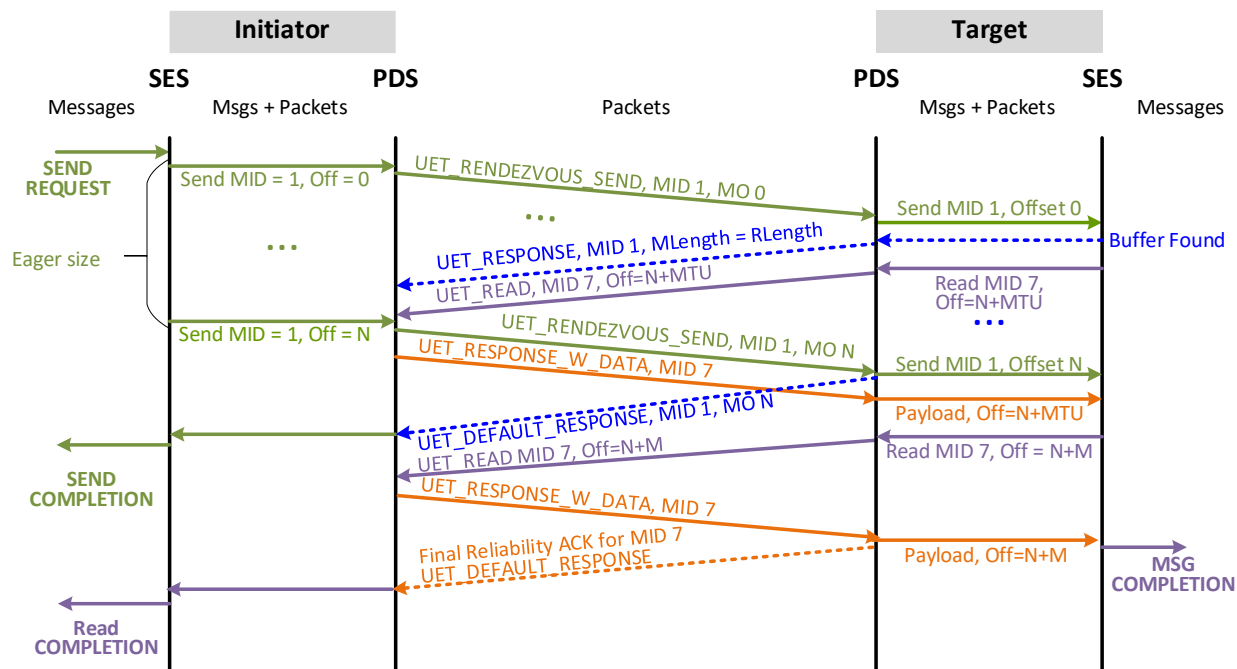 Initiator
Target
SES
PDS
PDS
SES
Messages
Msgs + Packets
Packets
Msgs + Packets
Messages
SEND
REQUEST
Send MID = 1, Off = 0
UET_RENDEZVOUS_SEND, MID 1, MO 0
Send MID 1, Offset 0
...
...
Eager size
UET_RESPONSE, MID 1, MLength = RLength
Buffer Found
UET_READ, MID 7, Off=N+MTU
Read MID 7,
Off=N+MTU
...
Send MID = 1, Off = N
UET_RENDEZVOUS_SEND, MID 1, MO N
Send MID 1, Offset N
UET_RESPONSE_W_DATA, MID 7
Payload, Off=N+MTU
UET_DEFAULT_RESPONSE, MID 1, MO N
SEND
COMPLETION
UET_READ MID 7, Off=N+M
Read MID 7, Off = N+M
UET_RESPONSE_W_DATA, MID 7
Payload, Off=N+M
Final Reliability ACK for MID 7
UET_DEFAULT_RESPONSE
MSG
COMPLETION
Read
COMPLETION